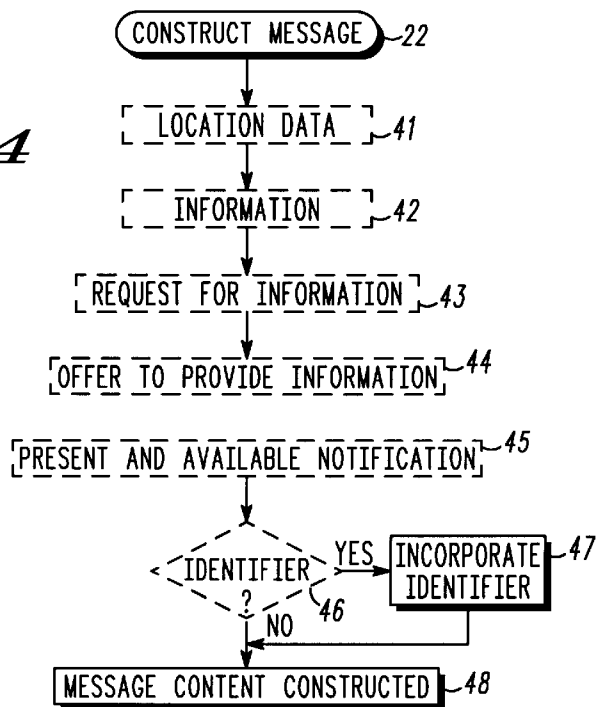 CONSTRUCT MESSAGE 22
4
LOCATION DATA 41
INFORMATION 42
REQUEST FOR INFORMATION 43
OFFER TO PROVIDE INFORMATION 44
PRESENT AND AVAILABLE NOTIFICATION 45
IDENTIFIER
?
46
YES
INCORPORATE
IDENTIFIER
47
NO
MESSAGE CONTENT CONSTRUCTED 48